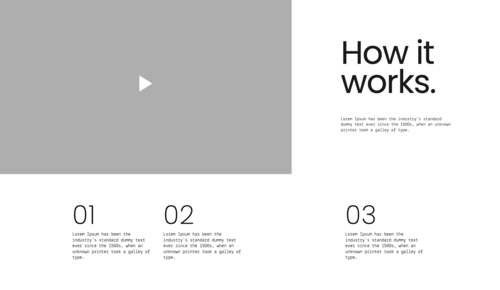 How it
works.
Lorem Ipsum has been the industry's standard
dummy text ever since the 1500s, when an unknown
printer took a galley of type.
01
Lorem Ipsum has been the
industry's standard dummy text
ever since the 1500s, when an
unknown printer took a galley of
type.
02
Lorem Ipsum has been the
industry's standard dummy text
ever since the 1500s, when an
unknown printer took a galley of
type.
03
Lorem Ipsum has been the
industry's standard dummy text
ever since the 1500s, when an
unknown printer took a galley of
type.